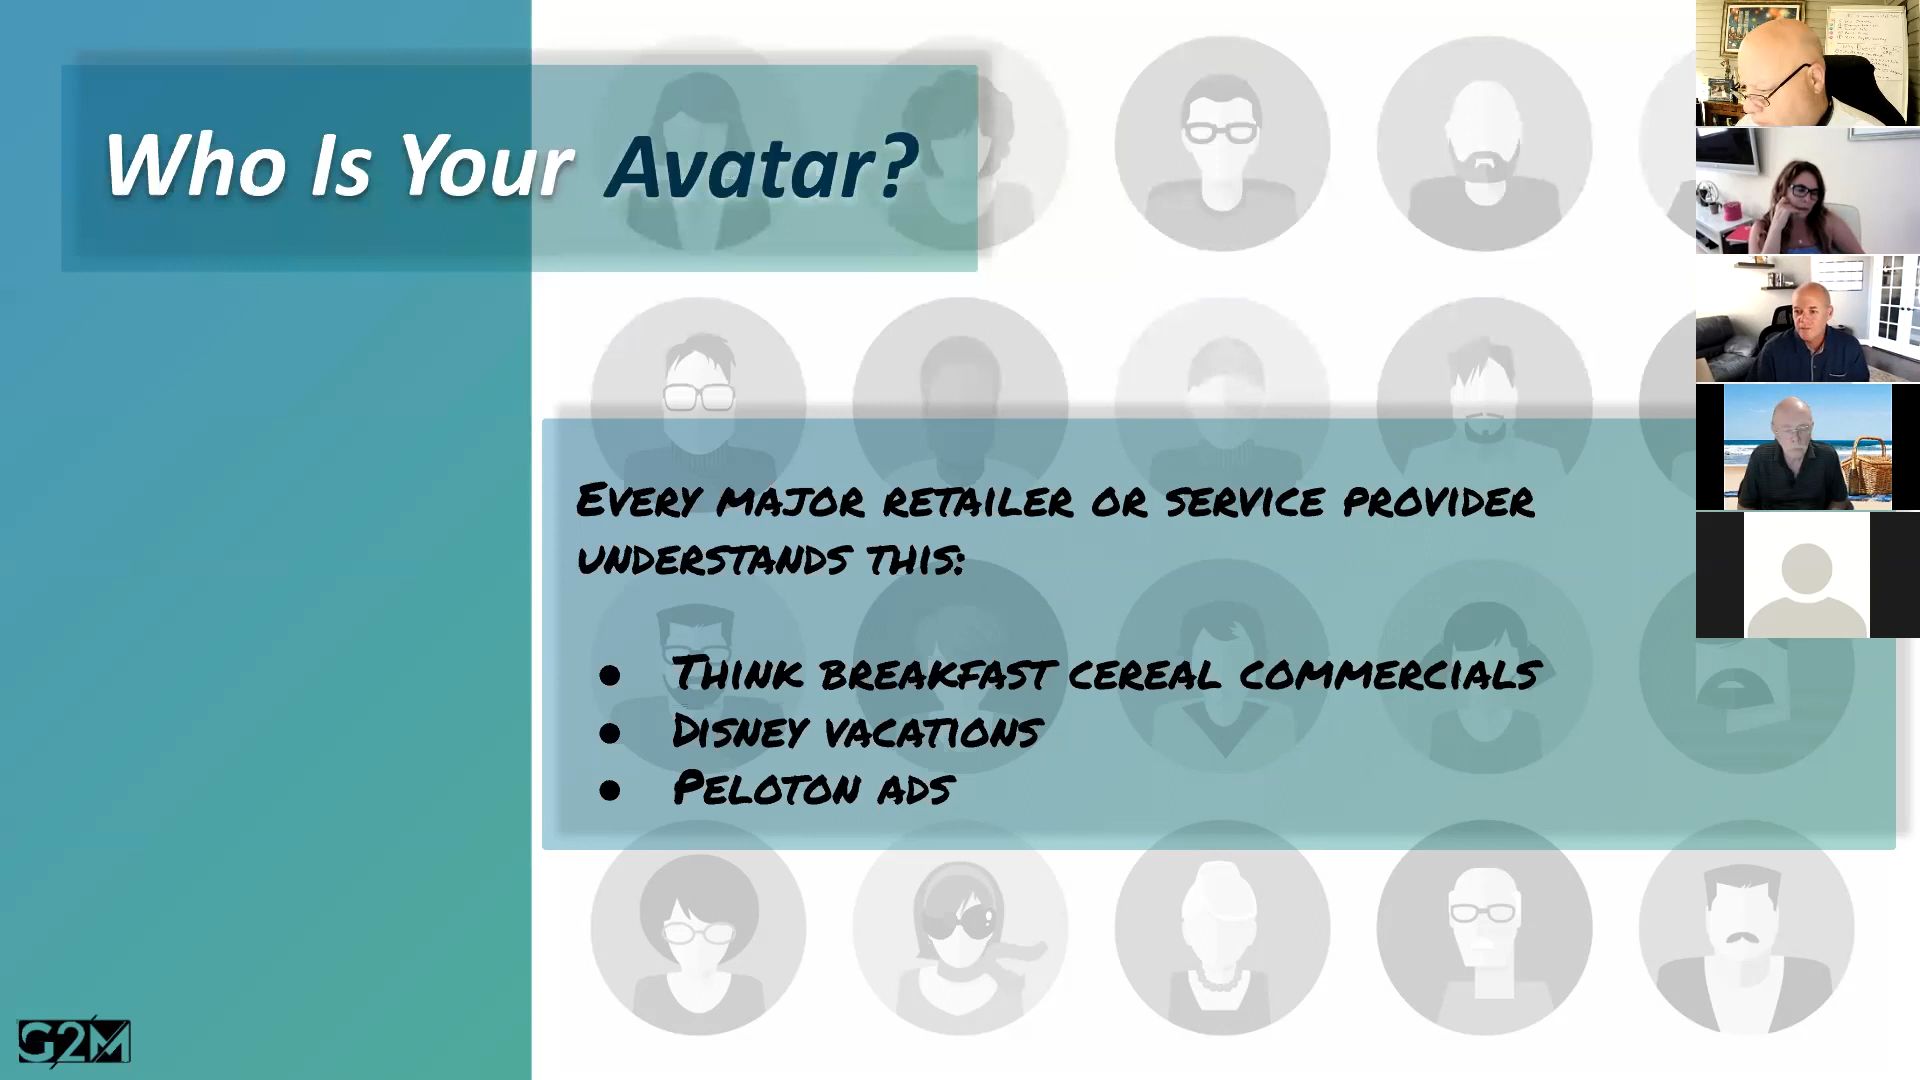 Who Is Your Avatar?
Every major retailer or service provider
understands this:
● Think breakfast cereal commercials
● Disney vacations
● Peloton ads
G2M